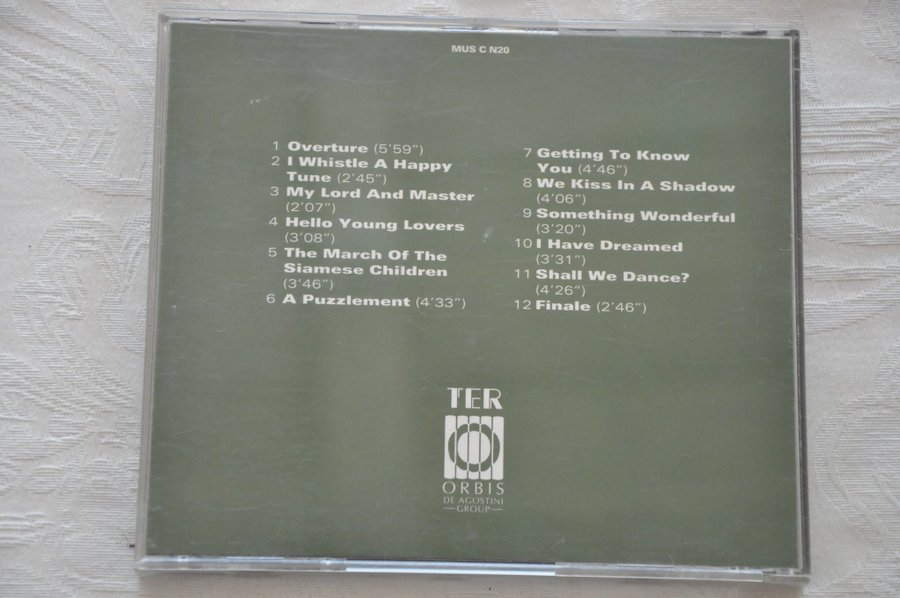 MUS C N20
1 Overture (5'59")
2 I Whistle A Happy
Tune (2'45")
3 My Lord And Master
(2'07")
4 Hello Young Lovers
(3'08")
5 The March Of The
Siamese Children
(3'46")
6 A Puzzlement (4'33")
7 Getting To Know
You (4'46")
8 We Kiss In A Shadow
(4'06")
9 Something Wonderful
(3'20")
10 I Have Dreamed
(3'31")
11 Shall We Dance?
(4'26")
12 Finale (2'46")
TER
ORBIS
DE AGOSTINI
—GROUP—